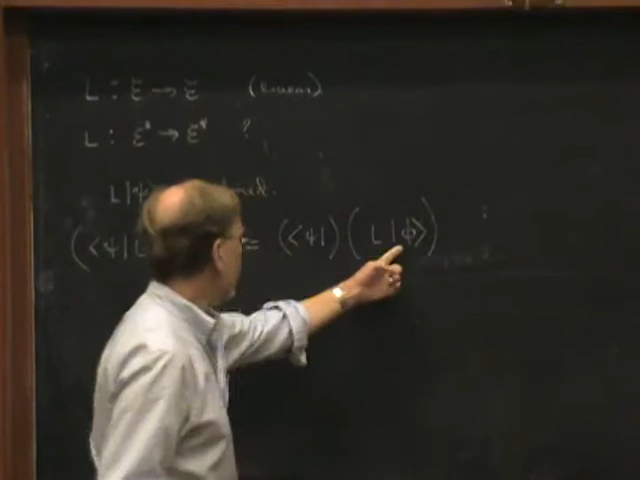 L : ℰ → ℰ (linear)
L : ℰ* → ℰ* ?
L|ψ⟩
(⟨ψ|L = (⟨ψ|)(L|ϕ⟩)